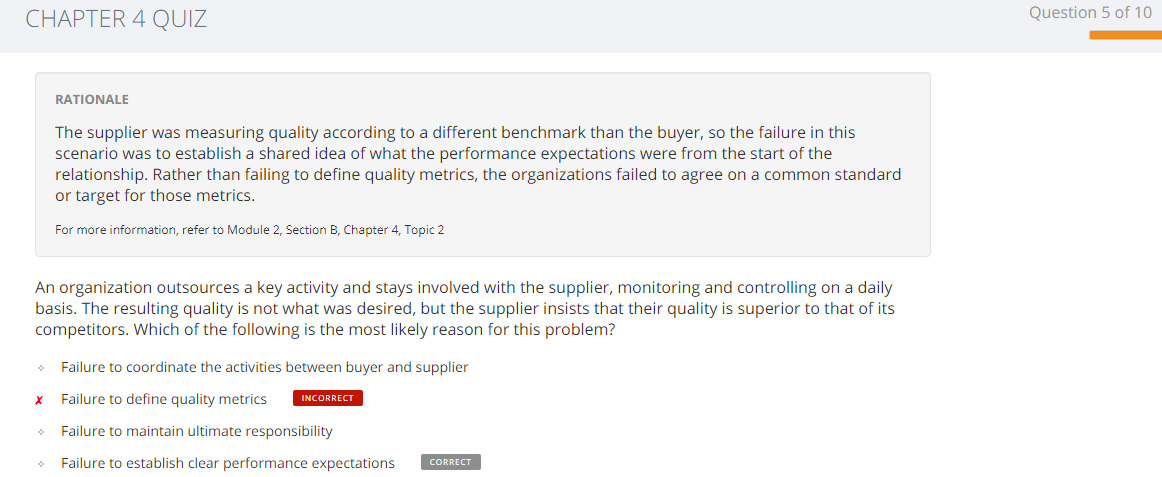 CHAPTER 4 QUIZ
Question 5 of 10
RATIONALE
The supplier was measuring quality according to a different benchmark than the buyer, so the failure in this
scenario was to establish a shared idea of what the performance expectations were from the start of the
relationship. Rather than failing to define quality metrics, the organizations failed to agree on a common standard
or target for those metrics.
For more information, refer to Module 2, Section B, Chapter 4, Topic 2
An organization outsources a key activity and stays involved with the supplier, monitoring and controlling on a daily
basis. The resulting quality is not what was desired, but the supplier insists that their quality is superior to that of its
competitors. Which of the following is the most likely reason for this problem?
Failure to coordinate the activities between buyer and supplier
✗ Failure to define quality metrics INCORRECT
Failure to maintain ultimate responsibility
Failure to establish clear performance expectations CORRECT